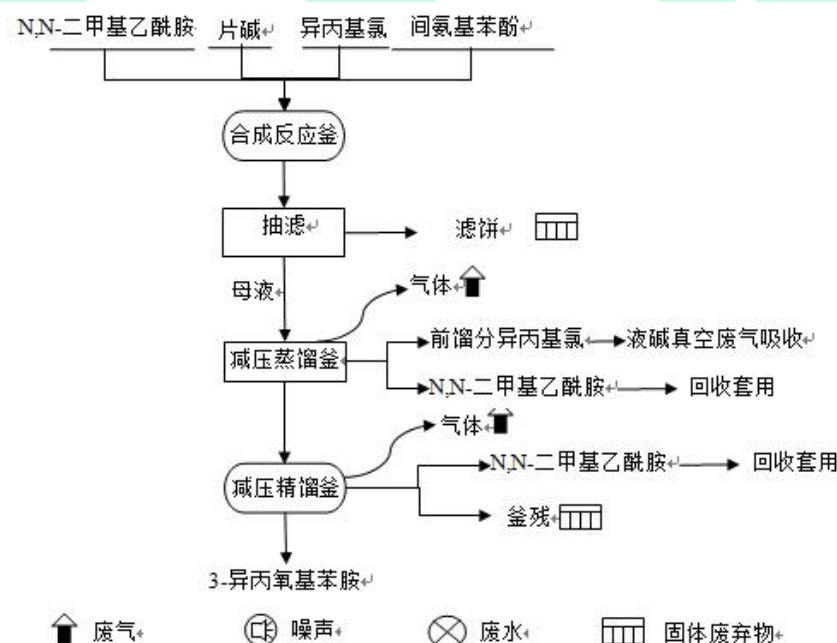 N,N-二甲基乙酰胺 片碱 异丙基氯 间氨基苯酚
合成反应釜
抽滤
滤饼
母液
气体
减压蒸馏釜
前馏分异丙基氯
液碱真空废气吸收
N,N-二甲基乙酰胺
回收套用
气体
减压精馏釜
N,N-二甲基乙酰胺
回收套用
釜残
3-异丙氧基苯胺
废气 噪声 废水 固体废弃物